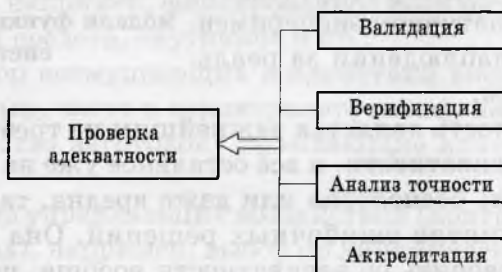 Валидация
Верификация
Проверка
адекватности
Анализ точности
Аккредитация